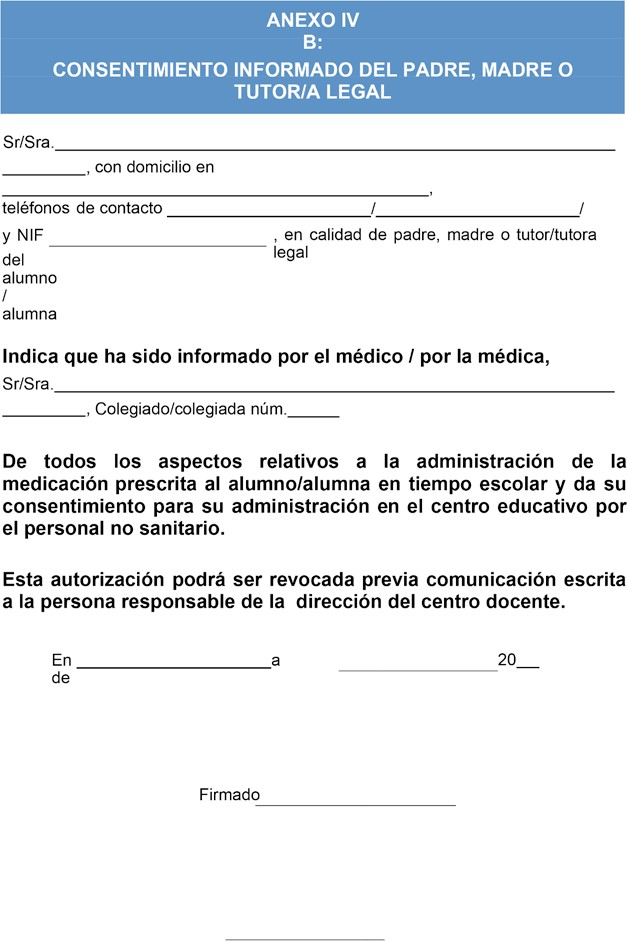 ANEXO IV
B:
CONSENTIMIENTO INFORMADO DEL PADRE, MADRE O
TUTOR/A LEGAL
Sr/Sra.____________________________________________________________
_________, con domicilio en
______________________________________________,
teléfonos de contacto ______________________/______________________/
y NIF ________________________ , en calidad de padre, madre o tutor/tutora
legal
del
alumno
/
alumna
Indica que ha sido informado por el médico / por la médica,
Sr/Sra.____________________________________________________________
_________, Colegiado/colegiada núm.______
De todos los aspectos relativos a la administración de la
medicación prescrita al alumno/alumna en tiempo escolar y da su
consentimiento para su administración en el centro educativo por
el personal no sanitario.
Esta autorización podrá ser revocada previa comunicación escrita
a la persona responsable de la dirección del centro docente.
En _____________________a _________________20___
de
Firmado______________________